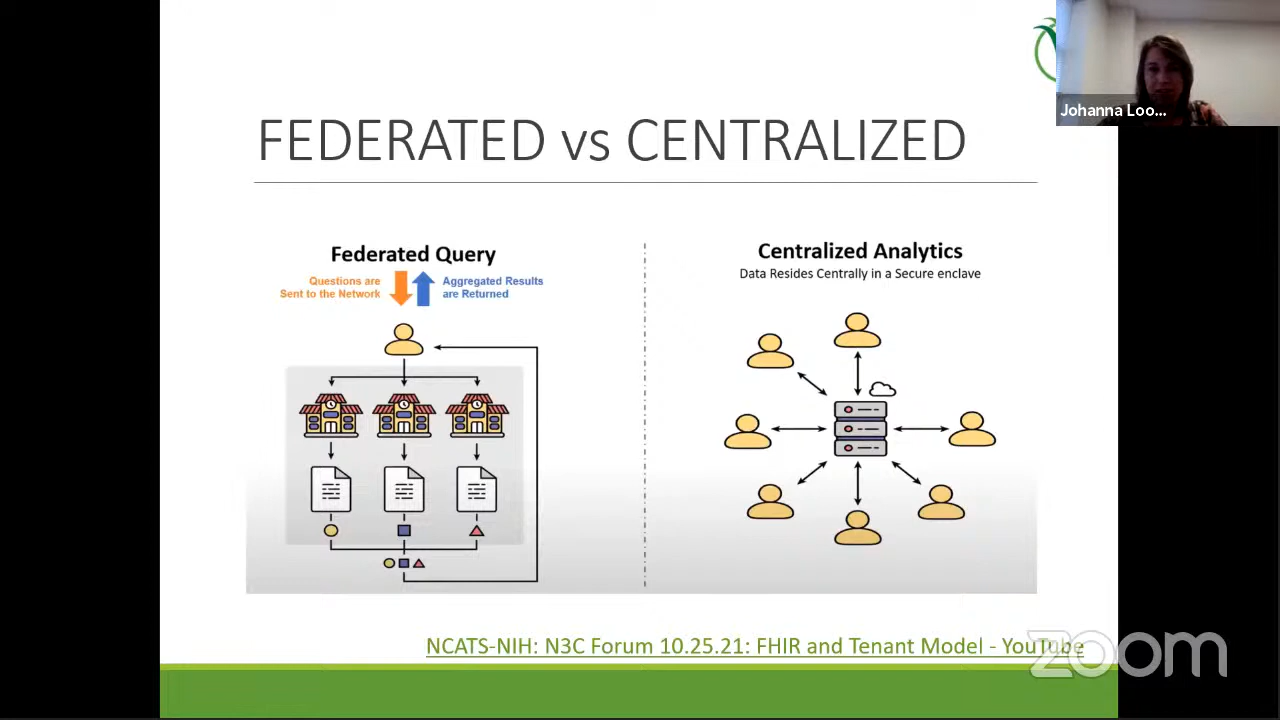 Johanna Loo...
FEDERATED vs CENTRALIZED
Federated Query
Questions are
Sent to the Network
Aggregated Results
are Returned
Centralized Analytics
Data Resides Centrally in a Secure enclave
NCATS-NIH: N3C Forum 10.25.21: FHIR and Tenant Model - YouTube
zoom